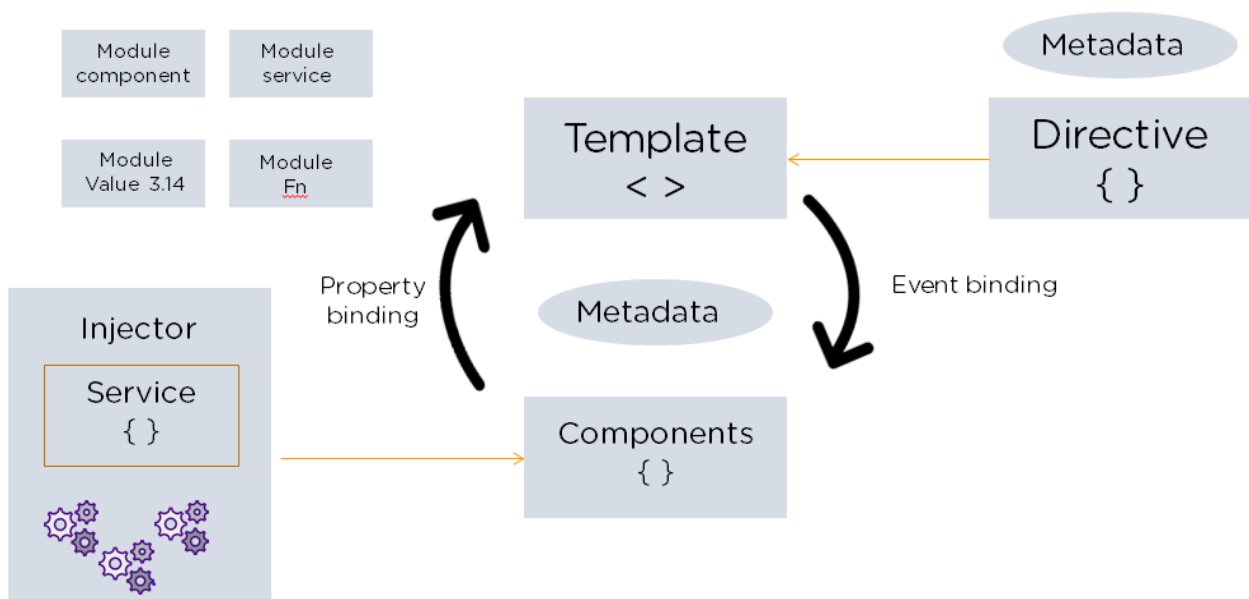 Module
component
Module
service
Metadata
Template
< >
Directive
{ }
Module
Value 3.14
Module
Fn
Property
binding
Metadata
Event binding
Injector
Service
{ }
Components
{ }